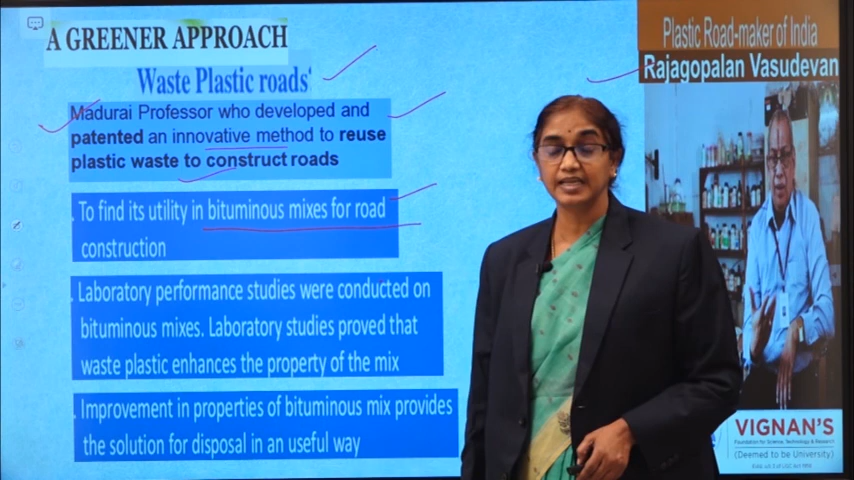 A GREENER APPROACH
Waste Plastic roads'
Madurai Professor who developed and
patented an innovative method to reuse
plastic waste to construct roads
. To find its utility in bituminous mixes for road
construction
. Laboratory performance studies were conducted on
bituminous mixes. Laboratory studies proved that
waste plastic enhances the property of the mix
. Improvement in properties of bituminous mix provides
the solution for disposal in an useful way
Plastic Road-maker of India
Rajagopalan Vasudevan
VIGNAN'S
Foundation for Science, Technology & Research
(Deemed to be University)